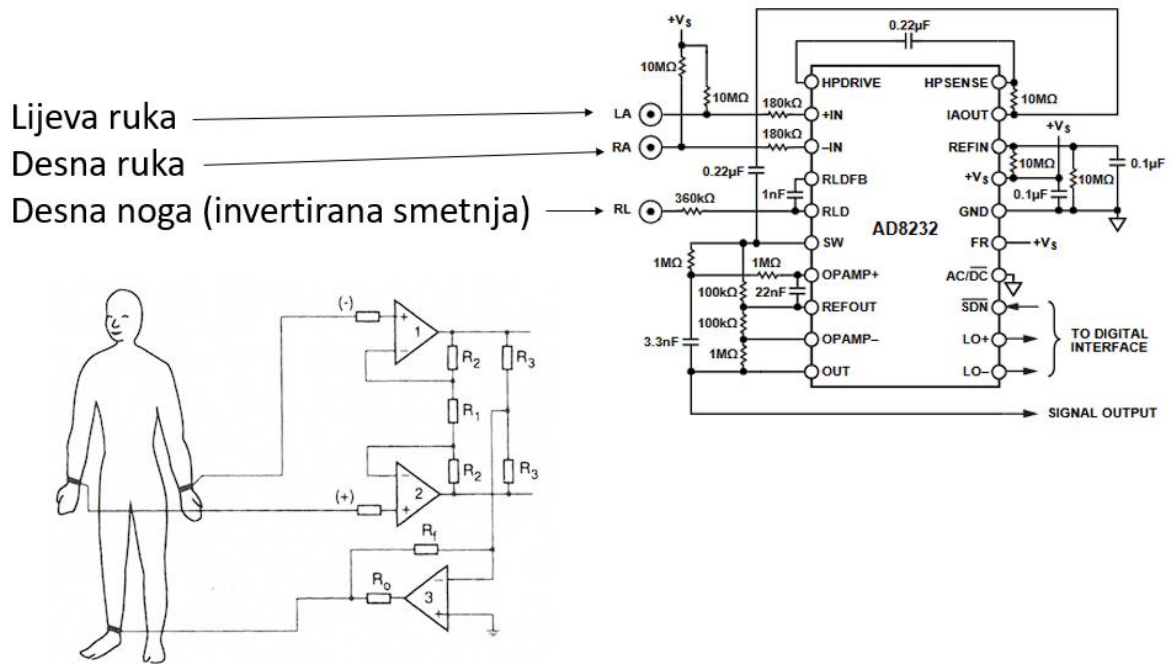 Lijeva ruka
Desna ruka
Desna noga (invertirana smetnja)
+Vs
0.22µF
10MΩ
HPDRIVE
HPSENSE
10MΩ
10MΩ
LA
180kΩ
+IN
IAOUT
+Vs
RA
180kΩ
–IN
REFIN
0.22µF
10MΩ
0.1µF
RLDFB
+Vs
1nF
0.1µF
10MΩ
RL
360kΩ
RLD
GND
AD8232
SW
FR
+Vs
1MΩ
1MΩ
OPAMP+
AC/DC
100kΩ
22nF
REFOUT
SDN
100kΩ
3.3nF
OPAMP–
LO+
TO DIGITAL
INTERFACE
1MΩ
OUT
LO–
SIGNAL OUTPUT
(-)
+
1
–
R2
R3
R1
–
2
+
R2
R3
(+)
Rf
Ro
–
3
+